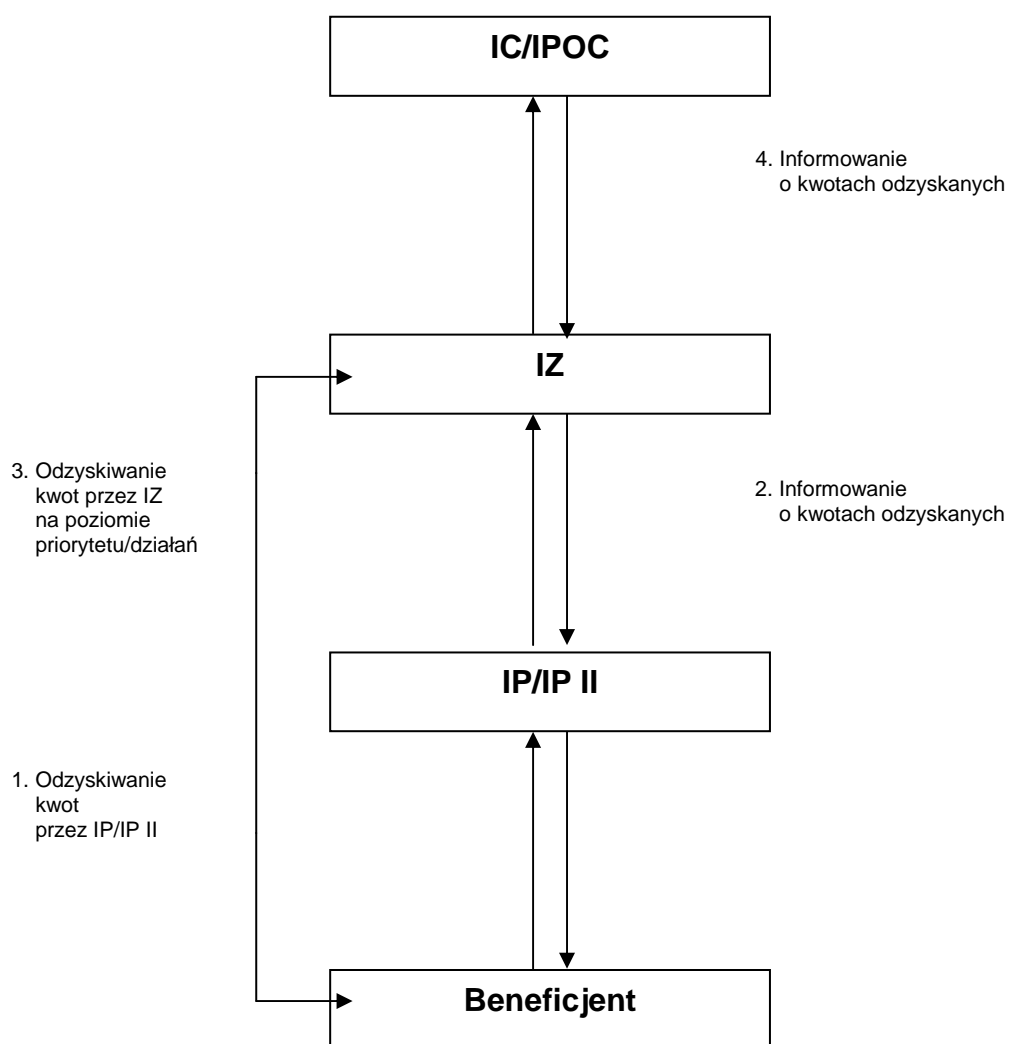 IC/IPOC
4. Informowanie
o kwotach odzyskanych
IZ
3. Odzyskiwanie
kwot przez IZ
na poziomie
priorytetu/działań
2. Informowanie
o kwotach odzyskanych
IP/IP II
1. Odzyskiwanie
kwot
przez IP/IP II
Beneficjent